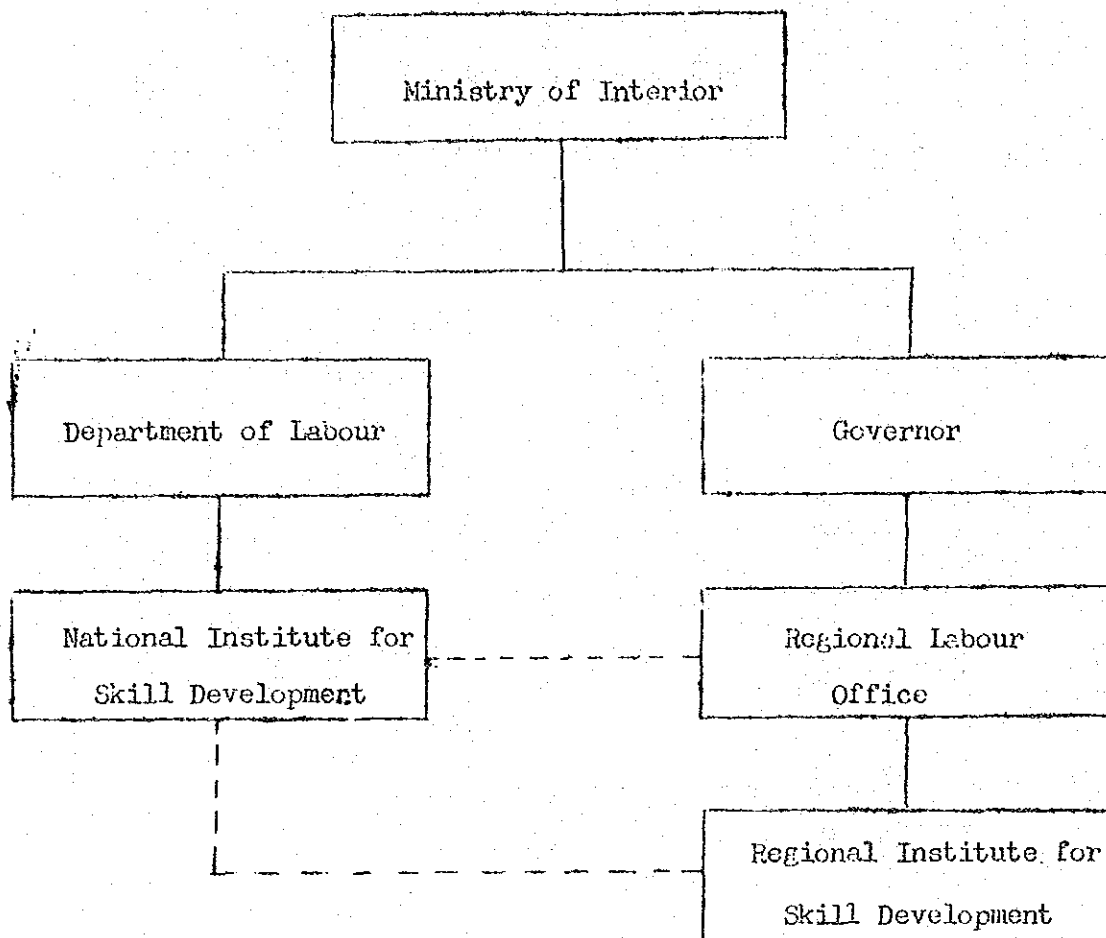 Ministry of Interior
Department of Labour
Governor
National Institute for
Skill Development
Regional Labour
Office
Regional Institute for
Skill Development